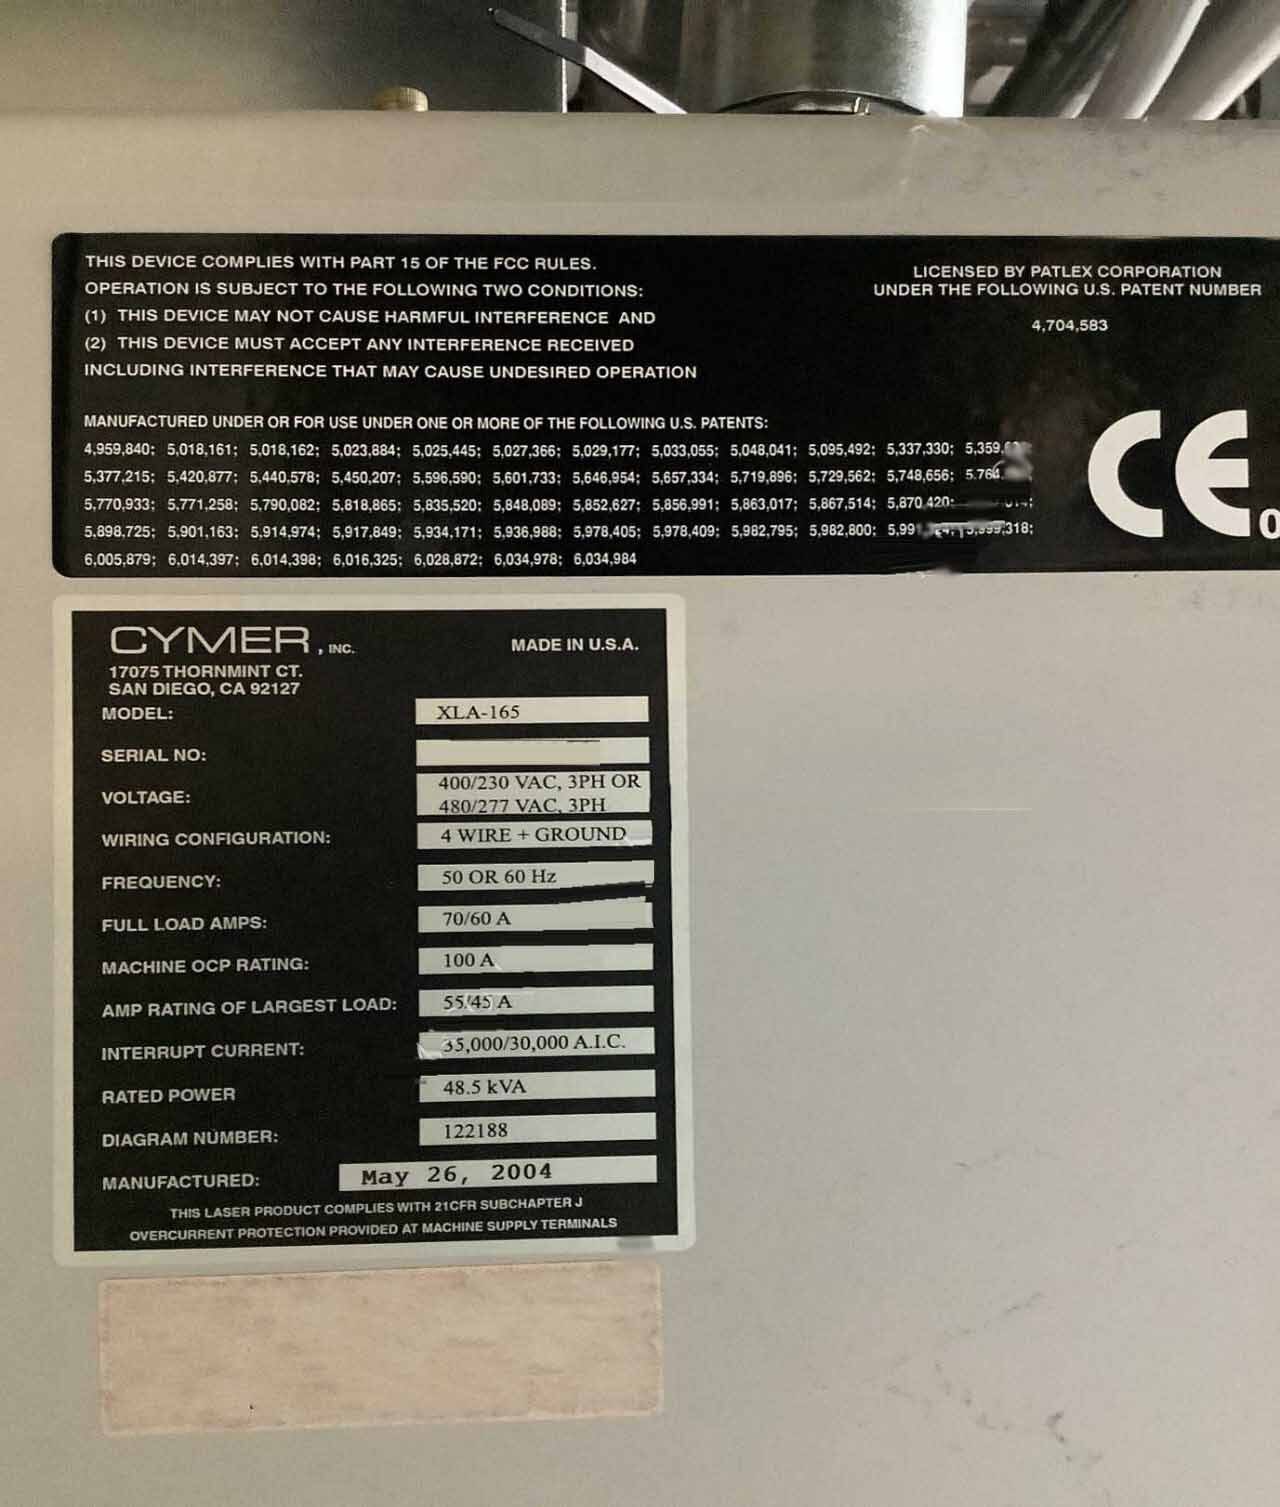 THIS DEVICE COMPLIES WITH PART 15 OF THE FCC RULES.
OPERATION IS SUBJECT TO THE FOLLOWING TWO CONDITIONS:
(1) THIS DEVICE MAY NOT CAUSE HARMFUL INTERFERENCE AND
(2) THIS DEVICE MUST ACCEPT ANY INTERFERENCE RECEIVED
INCLUDING INTERFERENCE THAT MAY CAUSE UNDESIRED OPERATION
LICENSED BY PATLEX CORPORATION
UNDER THE FOLLOWING U.S. PATENT NUMBER
4,704,583
MANUFACTURED UNDER OR FOR USE UNDER ONE OR MORE OF THE FOLLOWING U.S. PATENTS:
4,959,840; 5,018,161; 5,018,162; 5,023,884; 5,025,445; 5,027,366; 5,029,177; 5,033,055; 5,048,041; 5,095,492; 5,337,330;
5,377,215; 5,420,877; 5,440,578; 5,450,207; 5,596,590; 5,601,733; 5,646,954; 5,657,334; 5,719,896; 5,729,562; 5,748,656;
5,770,933; 5,771,258; 5,790,082; 5,818,865; 5,835,520; 5,848,089; 5,852,627; 5,856,991; 5,863,017; 5,867,514; 5,870,420;
5,898,725; 5,901,163; 5,914,974; 5,917,849; 5,934,171; 5,936,988; 5,978,405; 5,978,409; 5,982,795; 5,982,800;
6,005,879; 6,014,397; 6,014,398; 6,016,325; 6,028,872; 6,034,978; 6,034,984
CE
CYMER, INC.
MADE IN U.S.A.
17075 THORNMINT CT.
SAN DIEGO, CA 92127
MODEL: XLA-165
SERIAL NO:
VOLTAGE: 400/230 VAC, 3PH OR
480/277 VAC, 3PH
WIRING CONFIGURATION: 4 WIRE + GROUND
FREQUENCY: 50 OR 60 Hz
FULL LOAD AMPS: 70/60 A
MACHINE OCP RATING: 100 A
AMP RATING OF LARGEST LOAD: 55/45 A
INTERRUPT CURRENT: 35,000/30,000 A.I.C.
RATED POWER 48.5 kVA
DIAGRAM NUMBER: 122188
MANUFACTURED: May 26, 2004
THIS LASER PRODUCT COMPLIES WITH 21CFR SUBCHAPTER J
OVERCURRENT PROTECTION PROVIDED AT MACHINE SUPPLY TERMINALS